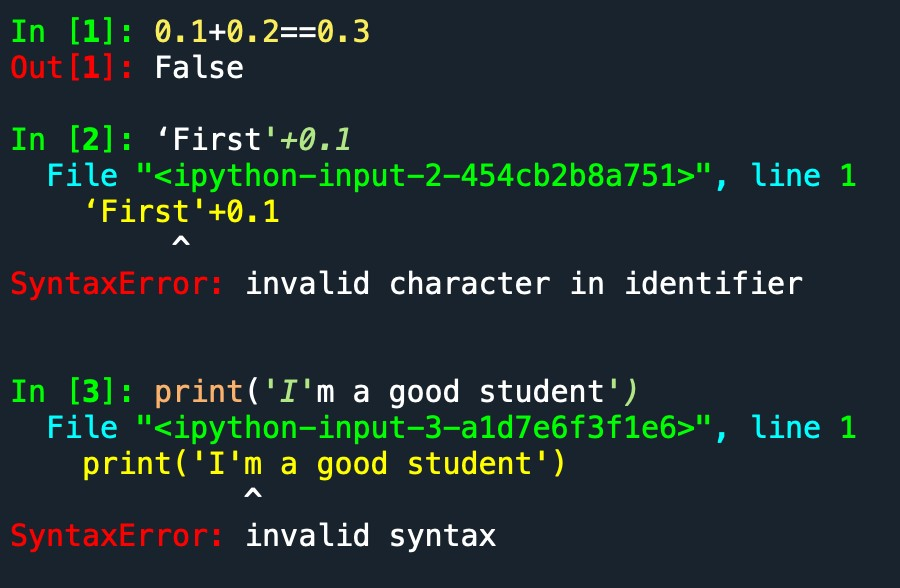 In [1]: 0.1+0.2==0.3
Out[1]: False
In [2]: ‘First'+0.1
File "<ipython-input-2-454cb2b8a751>", line 1
‘First'+0.1
^
SyntaxError: invalid character in identifier
In [3]: print('I'm a good student')
File "<ipython-input-3-a1d7e6f3f1e6>", line 1
print('I'm a good student')
^
SyntaxError: invalid syntax